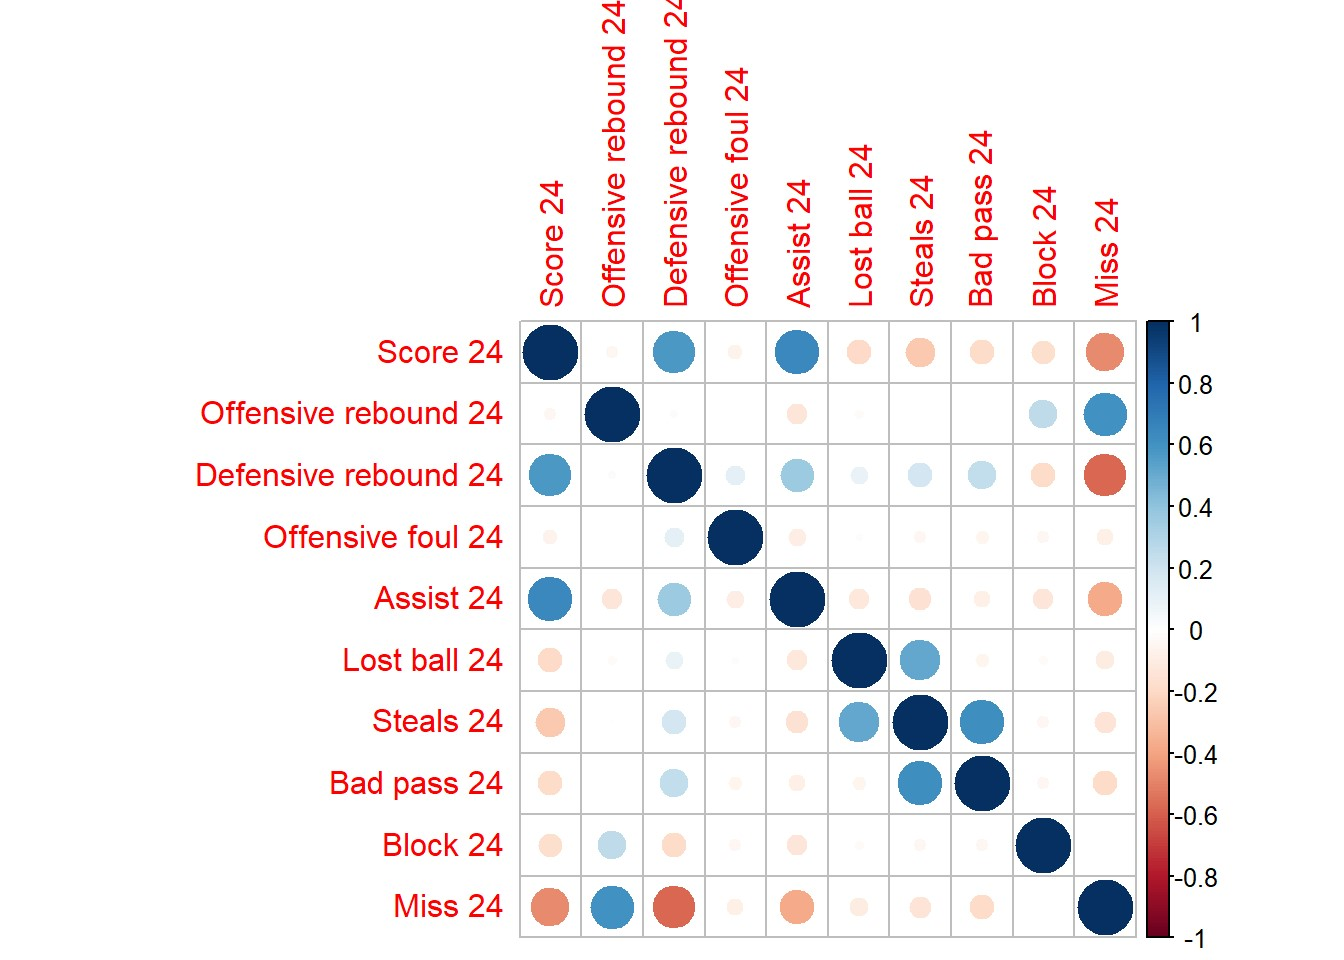 Score 24
Offensive rebound 24
Defensive rebound 24
Offensive foul 24
Assist 24
Lost ball 24
Steals 24
Bad pass 24
Block 24
Miss 24
Score 24
Offensive rebound 24
Defensive rebound 24
Offensive foul 24
Assist 24
Lost ball 24
Steals 24
Bad pass 24
Block 24
Miss 24
1
0.8
0.6
0.4
0.2
0
-0.2
-0.4
-0.6
-0.8
-1